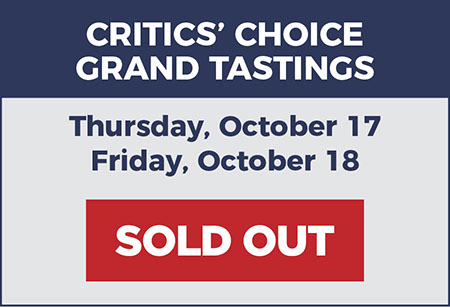 CRITICS’ CHOICE
GRAND TASTINGS
Thursday, October 17
Friday, October 18
SOLD OUT